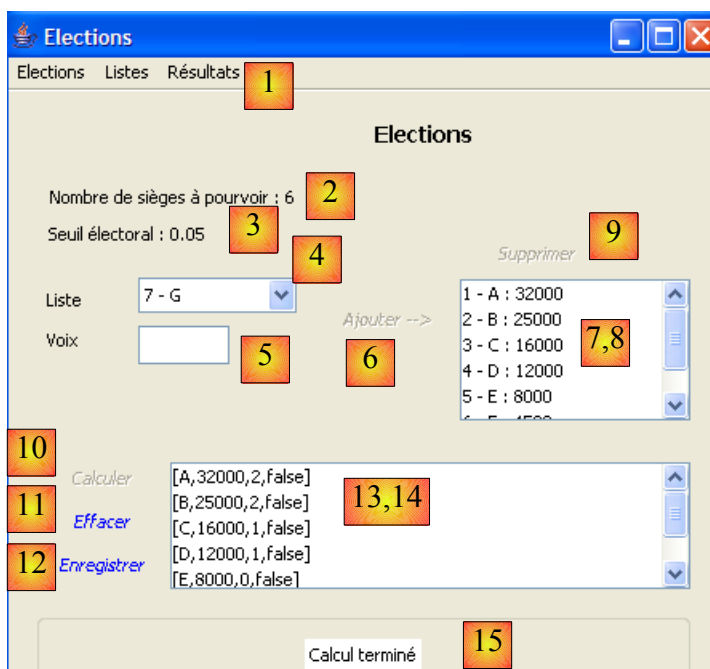 Elections
Elections Listes Résultats
1
Elections
Nombre de sièges à pourvoir : 6
2
Seuil électoral : 0.05
3
4
9
Supprimer
Liste
7 - G
Voix
5
Ajouter -->
6
1 - A : 32000
2 - B : 25000
3 - C : 16000
4 - D : 12000
5 - E : 8000
7,8
10
Calculer
11
Effacer
12
Enregistrer
[A,32000,2,false]
[B,25000,2,false]
[C,16000,1,false]
[D,12000,1,false]
[E,8000,0,false]
13,14
Calcul terminé
15